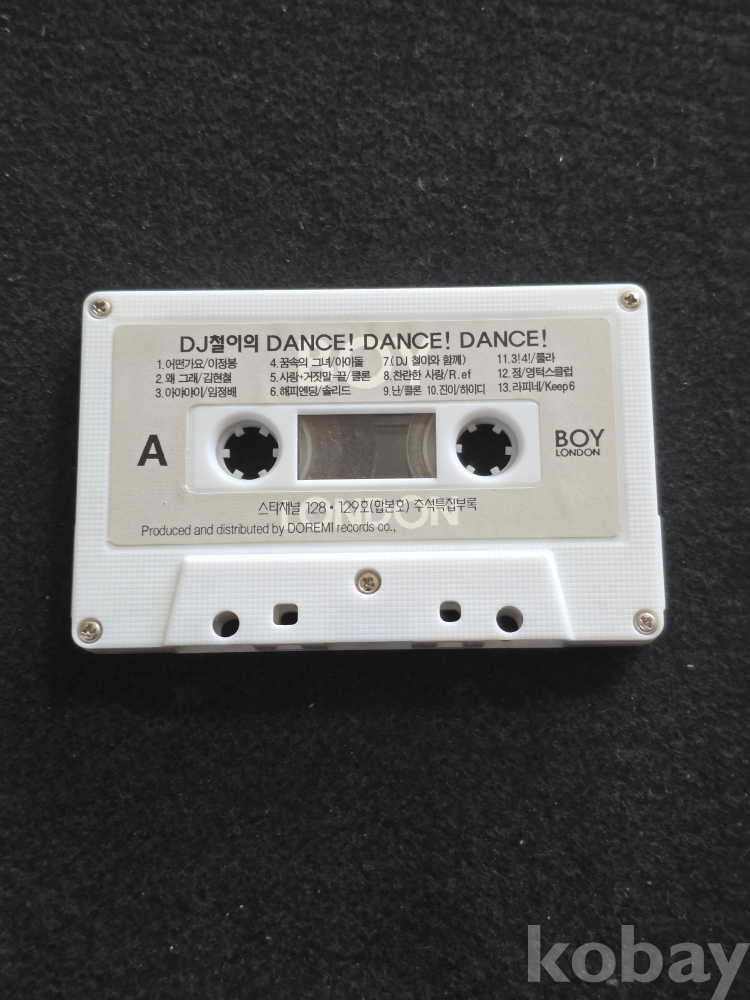 DJ철이의 DANCE! DANCE! DANCE!
1.어떤가요/이정봉 4.꿈속의 그녀/아이돌 7(DJ 철이와 함께) 11.3!4!/룰라
2.왜 그래/김현철 5.사랑+거짓말=끝/클론 8.찬란한 사랑/R.ef 12.정/영턱스클럽
3.아야야이/임정배 6.해피엔딩/솔리드 9.난/클론 10.진이/하이디 13.라피네/Keep6
A
BOY
LONDON
스타채널 128·129호(합본호) 추석특집부록
LONDON
Produced and distributed by DOREMI records co.,
kobay